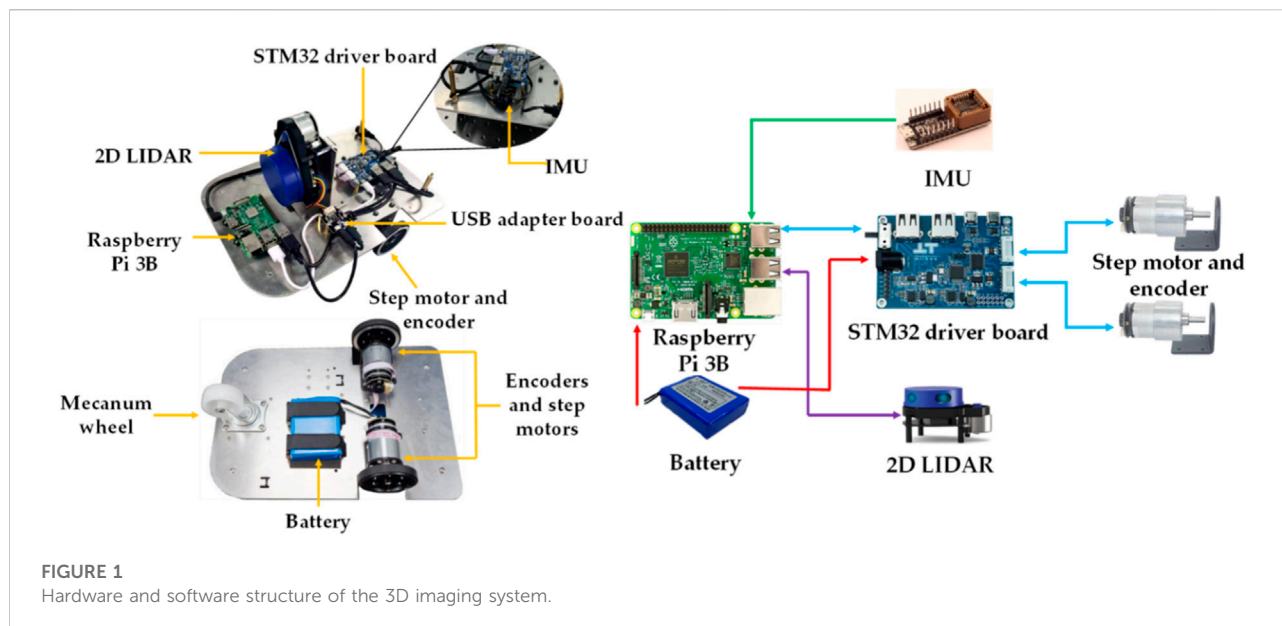 STM32 driver board
2D LIDAR
IMU
USB adapter board
Raspberry
Pi 3B
Step motor and
encoder
Mecanum
wheel
Encoders
and step
motors
Battery
IMU
Raspberry
Pi 3B
STM32 driver board
Step motor and
encoder
Battery
2D LIDAR
FIGURE 1
Hardware and software structure of the 3D imaging system.